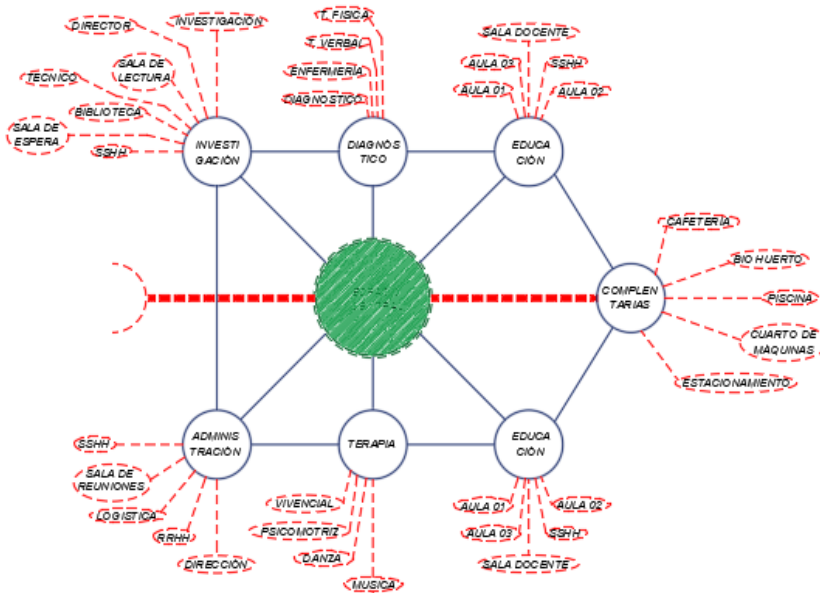 DIRECTOR
INVESTIGACIÓN
T. FISICA
SALA DOCENTE
T. VERBAL
SALA DE
LECTURA
AULA 03
SSHH
TECNICO
ENFERMERÍA
AULA 01
AULA 02
BIBLIOTECA
DIAGNOSTICO
SALA DE
ESPERA
SSHH
INVESTI
GACIÓN
DIAGNÓS
TICO
EDUCA
CIÓN
CAFETERÍA
BIO HUERTO
COMPLEN
TARIAS
PISCINA
CUARTO DE
MÁQUINAS
ESTACIONAMIENTO
SSHH
ADMINIS
TRACIÓN
TERAPIA
EDUCA
CIÓN
SALA DE
REUNIONES
LOGISTICA
RRHH
DIRECCIÓN
VIVENCIAL
PSICOMOTRIZ
DANZA
MUSICA
AULA 01
AULA 02
AULA 03
SSHH
SALA DOCENTE